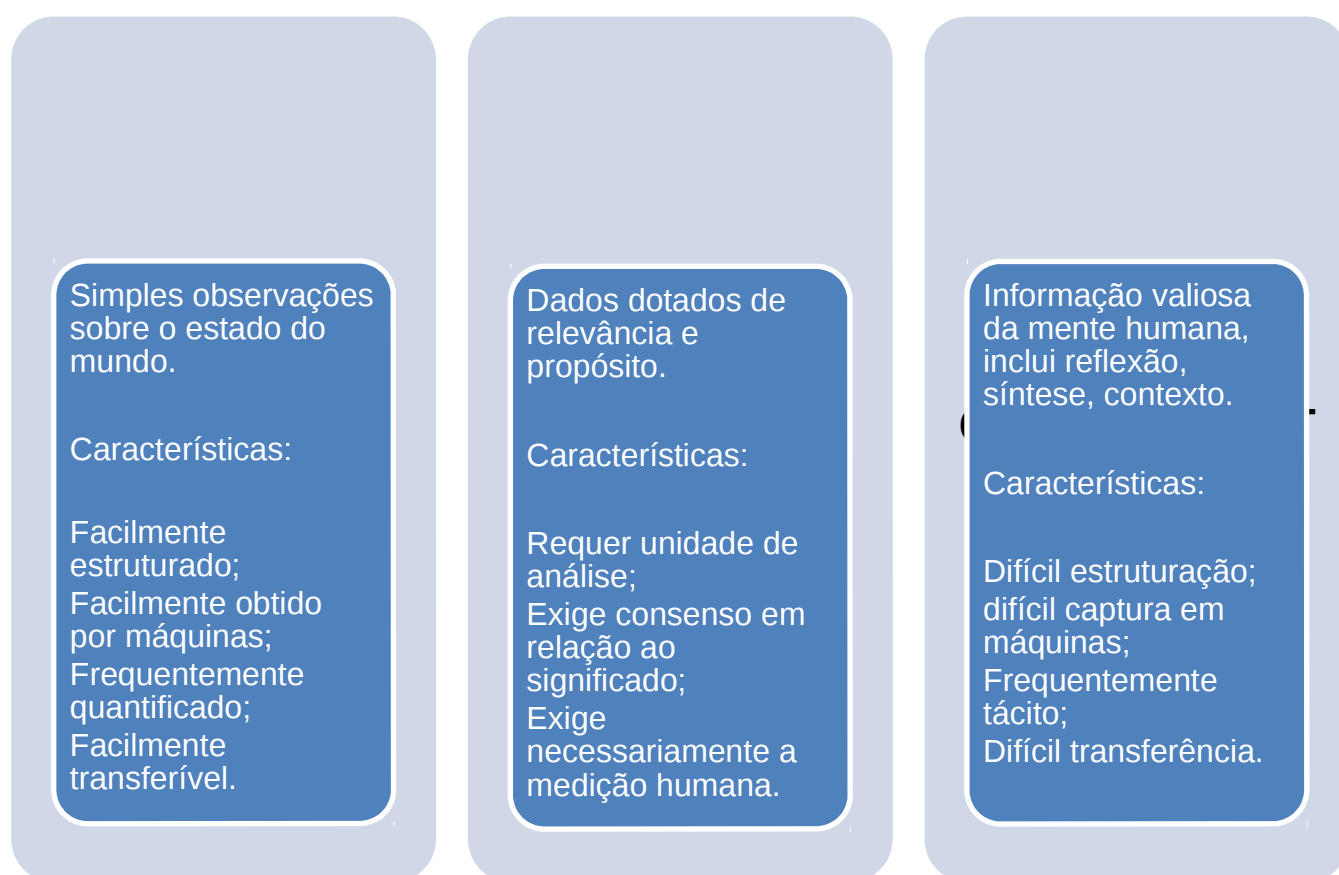 Simples observações
sobre o estado do
mundo.
Características:
Facilmente
estruturado;
Facilmente obtido
por máquinas;
Frequentemente
quantificado;
Facilmente
transferível.
Dados dotados de
relevância e
propósito.
Características:
Requer unidade de
análise;
Exige consenso em
relação ao
significado;
Exige
necessariamente a
medição humana.
Informação valiosa
da mente humana,
inclui reflexão,
síntese, contexto.
Características:
Difícil estruturação;
difícil captura em
máquinas;
Frequentemente
tácito;
Difícil transferência.